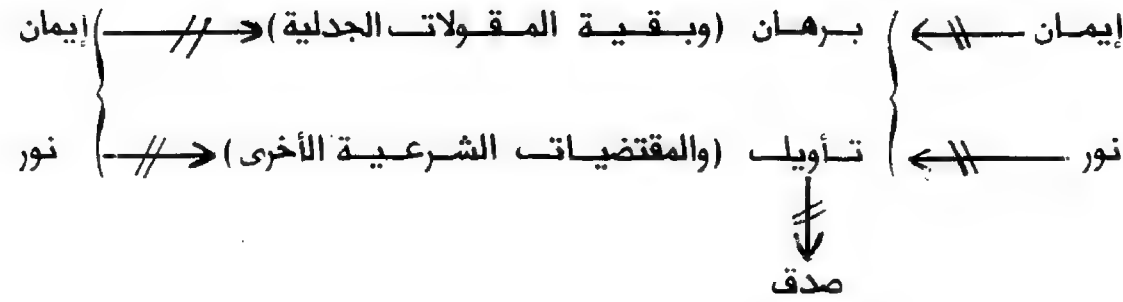 إيمان برهان (وبقية المقولات الجدلية) إيمان
نور تأويل (والمقتضيات الشرعية الأخرى) نور
صدق